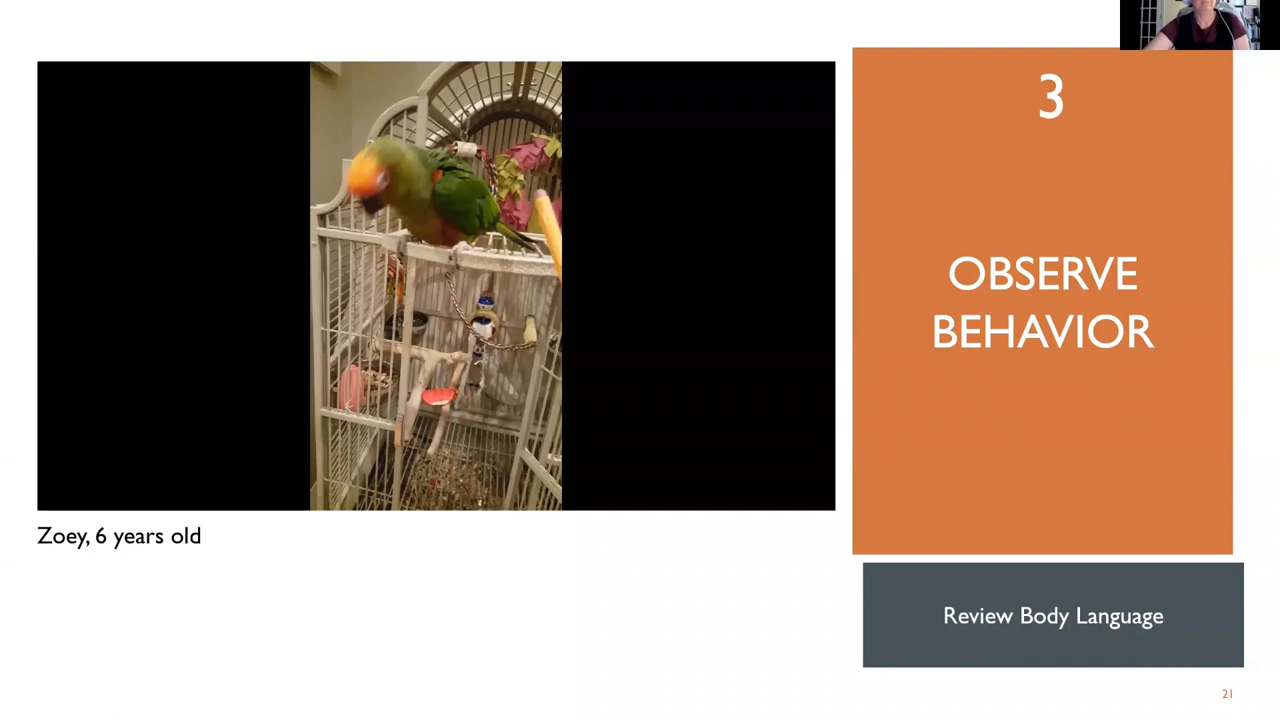 3
OBSERVE
BEHAVIOR
Zoey, 6 years old
Review Body Language
21